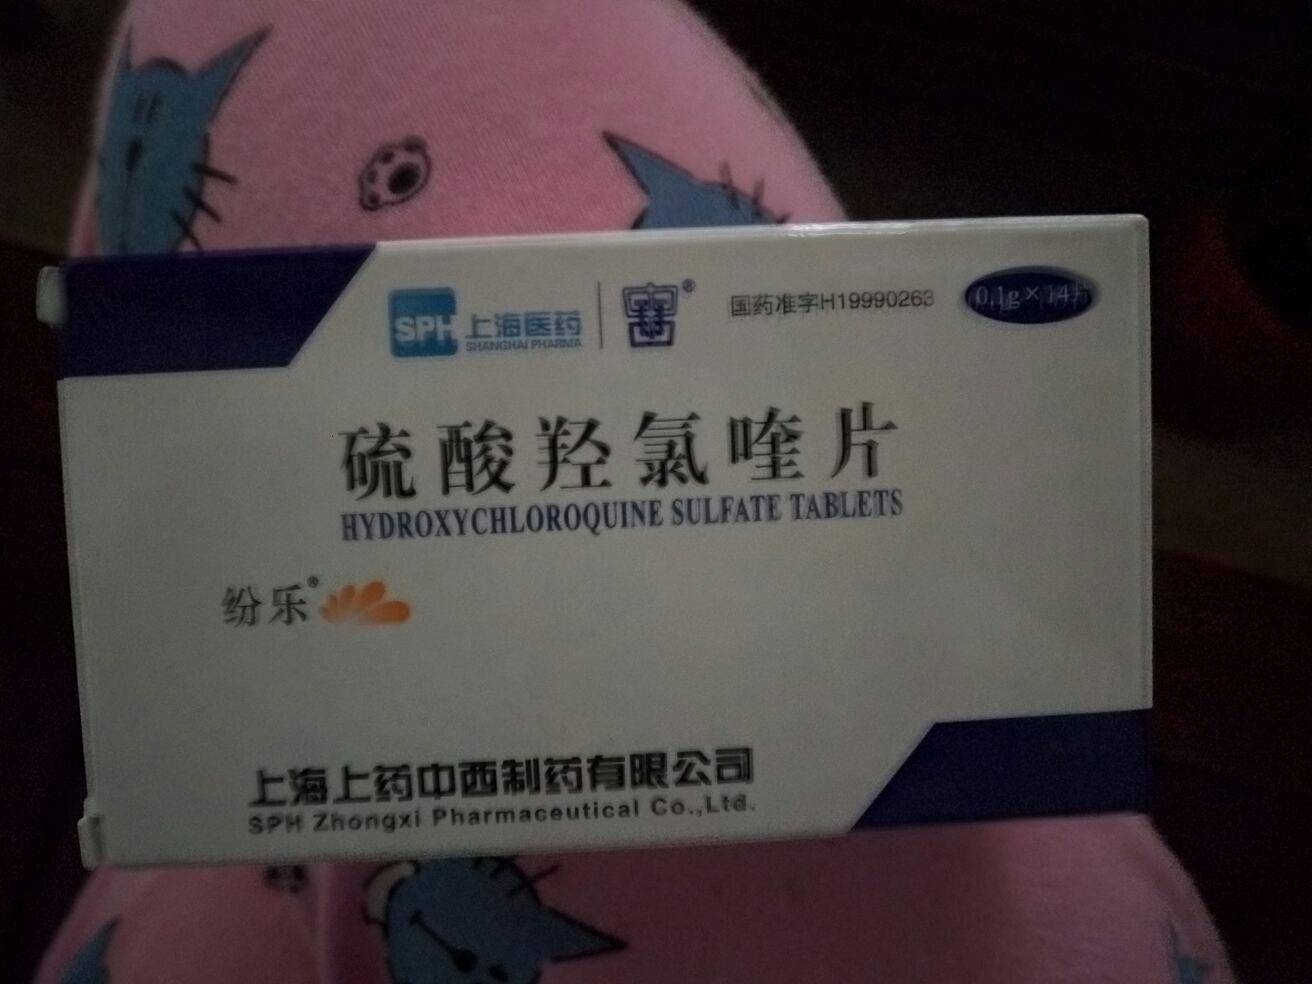 SPH 上海医药
SHANGHAI PHARMA
®
国药准字H19990263
0.1g×14片
硫酸羟氯喹片
HYDROXYCHLOROQUINE SULFATE TABLETS
纷乐®
上海上药中西制药有限公司
SPH Zhongxi Pharmaceutical Co.,Ltd.